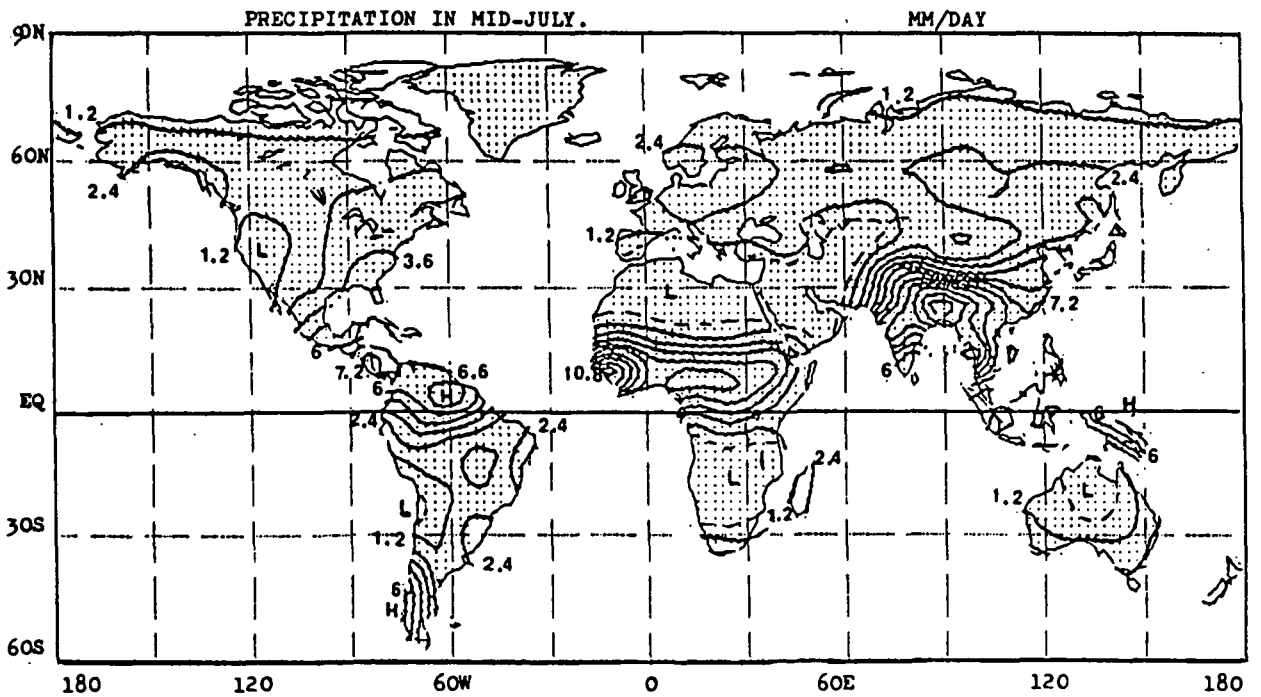 PRECIPITATION IN MID-JULY. MM/DAY
90N
1.2 1.2
60N 2.4
2.4 2.4
1.2 L 1.2
3.6
30N L
7.2
6
7.2 6.6 10.8 6
6 H
EQ
2.4 2.4 6 H
2.4 6
L L
L 1.2 1.2
30S 1.2
2.4
6
H
60S
180 120 60W 0 60E 120 180